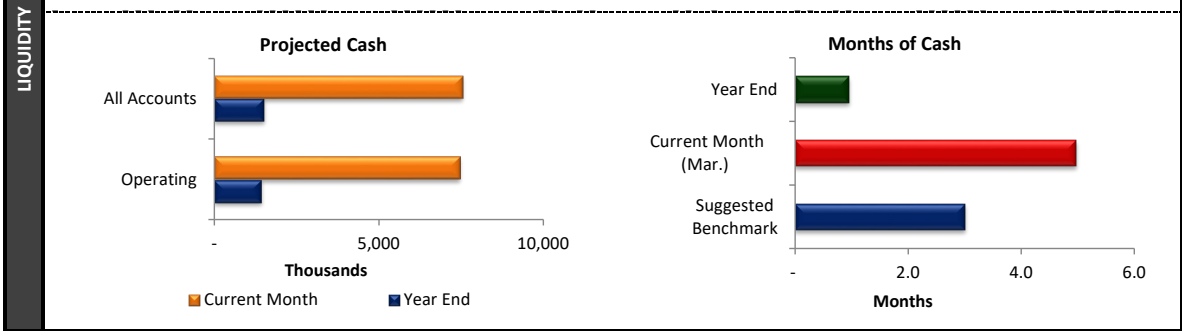 LIQUIDITY
Projected Cash
All Accounts
Operating
- 5,000 10,000
Thousands
Current Month Year End
Months of Cash
Year End
Current Month
(Mar.)
Suggested
Benchmark
- 2.0 4.0 6.0
Months